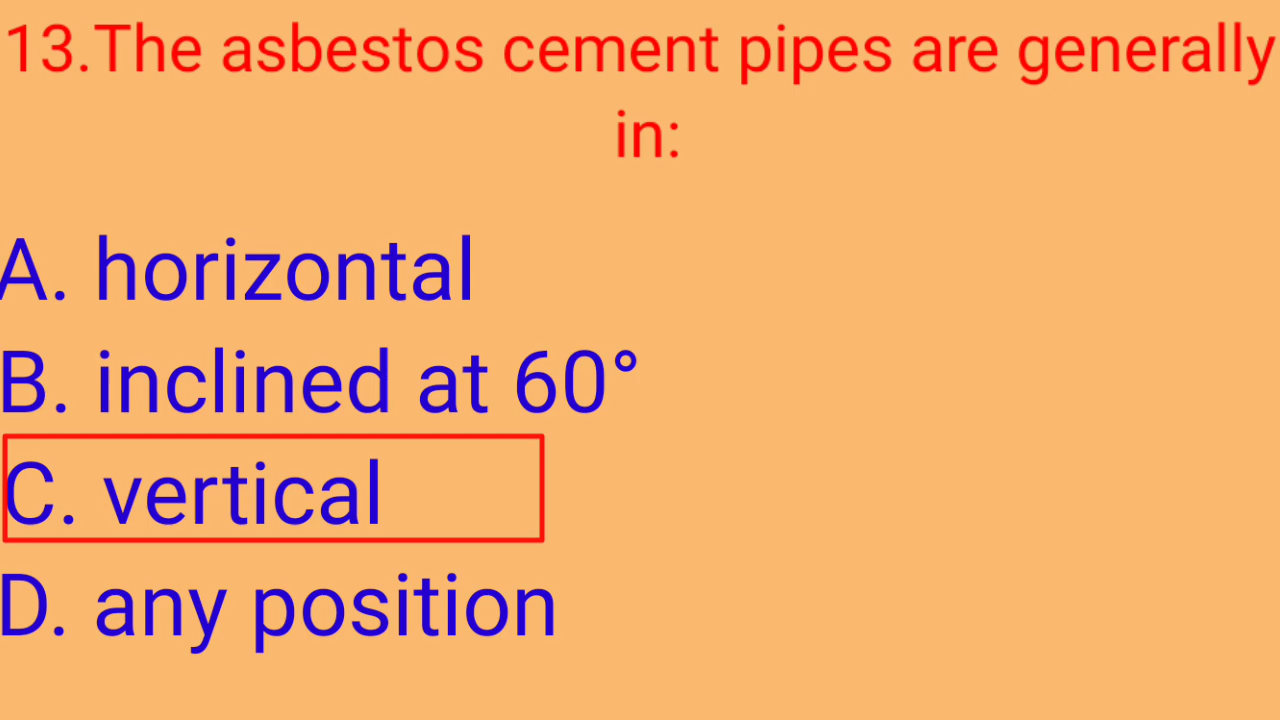 13.The asbestos cement pipes are generally
in:
A. horizontal
B. inclined at 60°
C. vertical
D. any position